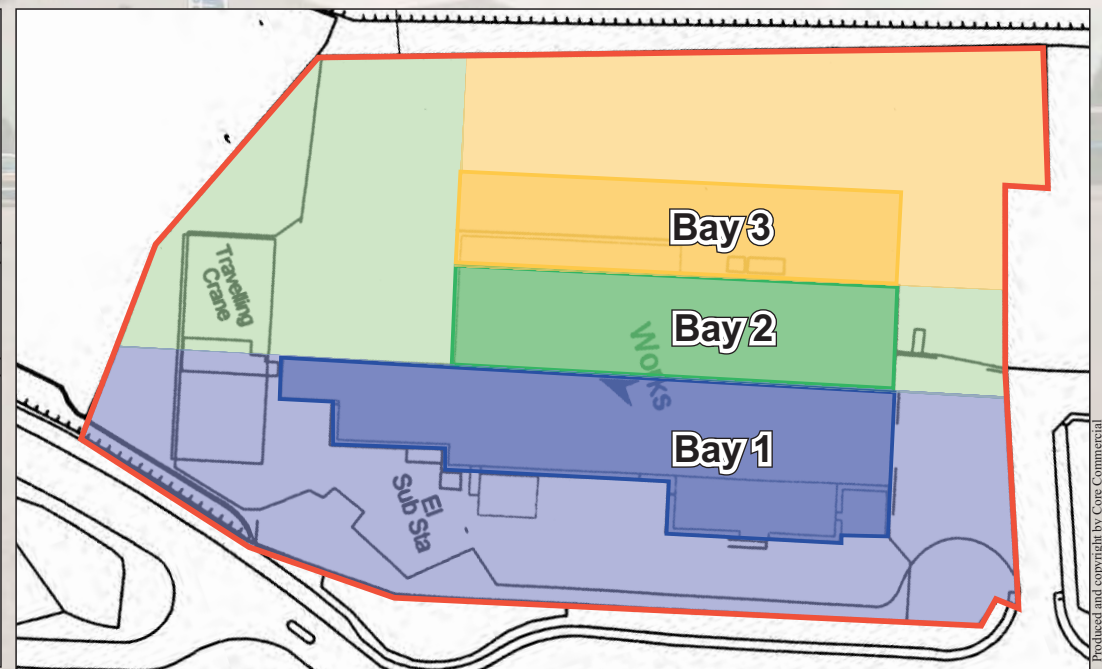 Bay 3
Travelling
Crane
Bay 2
Works
Bay 1
El
Sub Sta
Produced and copyright by Core Commercial